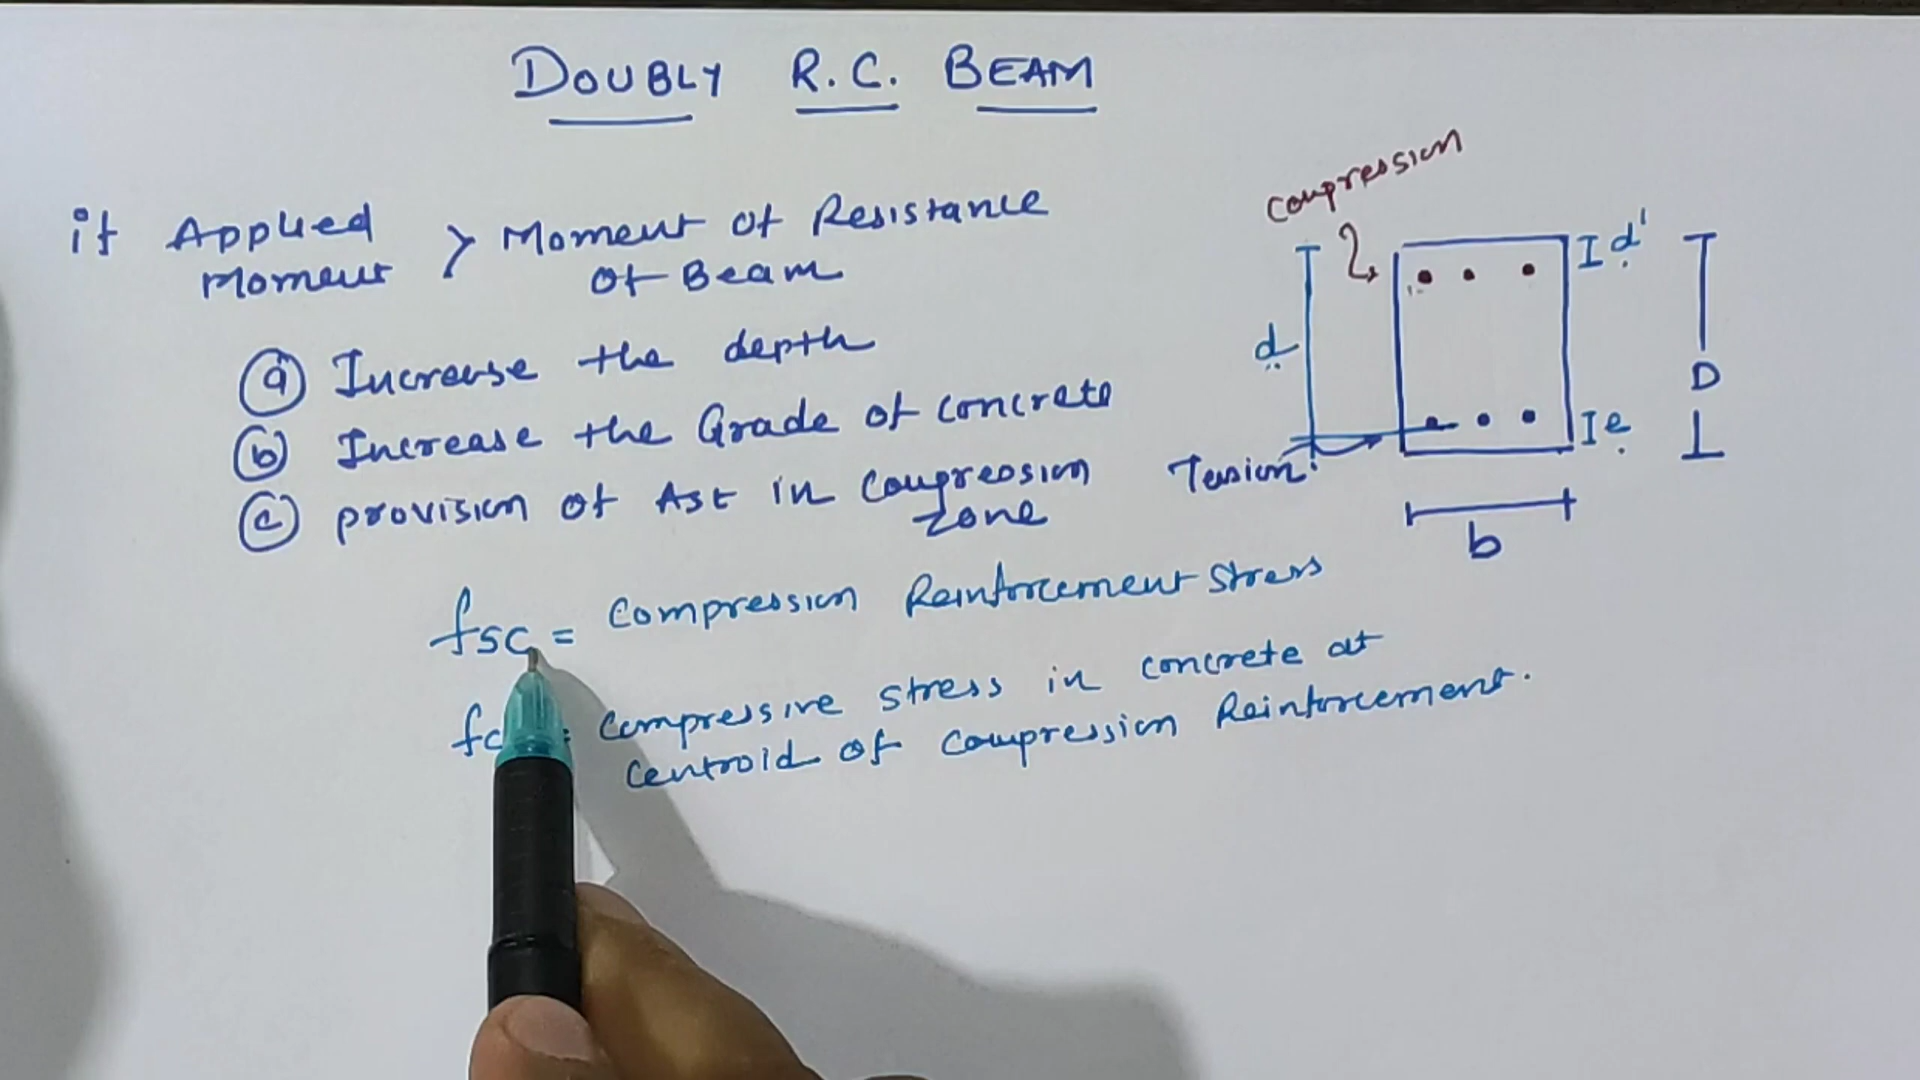 DOUBLY R.C. BEAM
if Applied Moment > Moment of Resistance of Beam
(a) Increase the depth
(b) Increase the Grade of concrete
(c) provision of Ast in compression zone
fsc = Compression Reinforcement stress
fc = compressive stress in concrete at
centroid of compression Reinforcement.
compression
d'
d
D
e
Tension
b